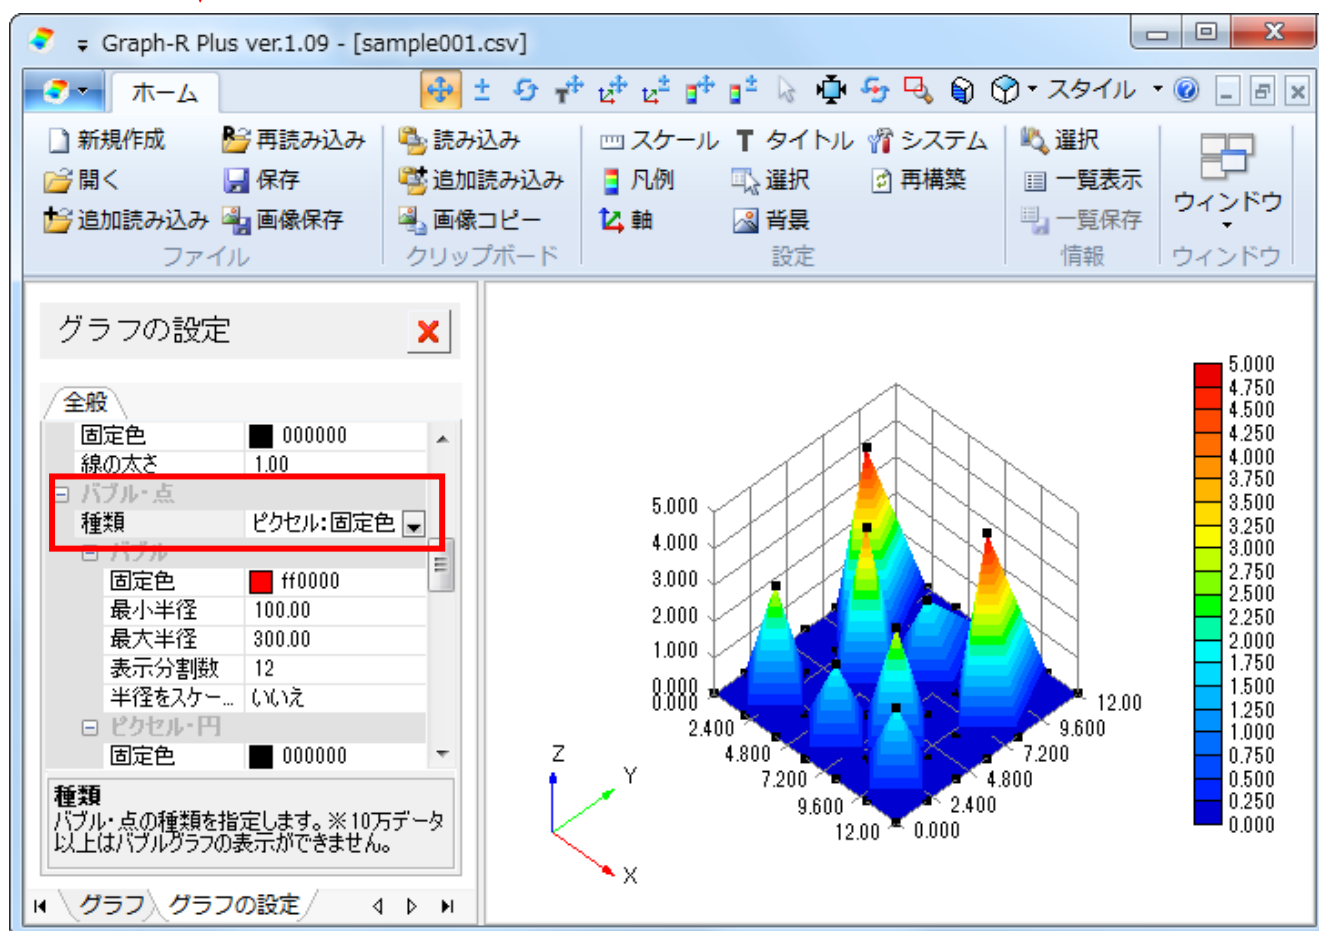 Graph-R Plus ver.1.09 - [sample001.csv]
ホーム
スタイル
新規作成 再読み込み 読み込み スケール タイトル システム 選択
開く 保存 追加読み込み 凡例 選択 再構築 一覧表示
追加読み込み 画像保存 画像コピー 軸 背景 一覧保存
ウィンドウ
ファイル クリップボード 設定 情報 ウィンドウ
グラフの設定
全般
固定色 000000
線の太さ 1.00
バブル・点
種類 ピクセル:固定色
バブル
固定色 ff0000
最小半径 100.00
最大半径 300.00
表示分割数 12
半径をスケー... いいえ
ピクセル・円
固定色 000000
種類
バブル・点の種類を指定します。※10万データ
以上はバブルグラフの表示ができません。
グラフ グラフの設定
5.000
4.000
3.000
2.000
1.000
0.000
0.000
2.400
4.800
7.200
9.600
12.00
0.000
2.400
4.800
7.200
9.600
12.00
Z
Y
X
5.000
4.750
4.500
4.250
4.000
3.750
3.500
3.250
3.000
2.750
2.500
2.250
2.000
1.750
1.500
1.250
1.000
0.750
0.500
0.250
0.000